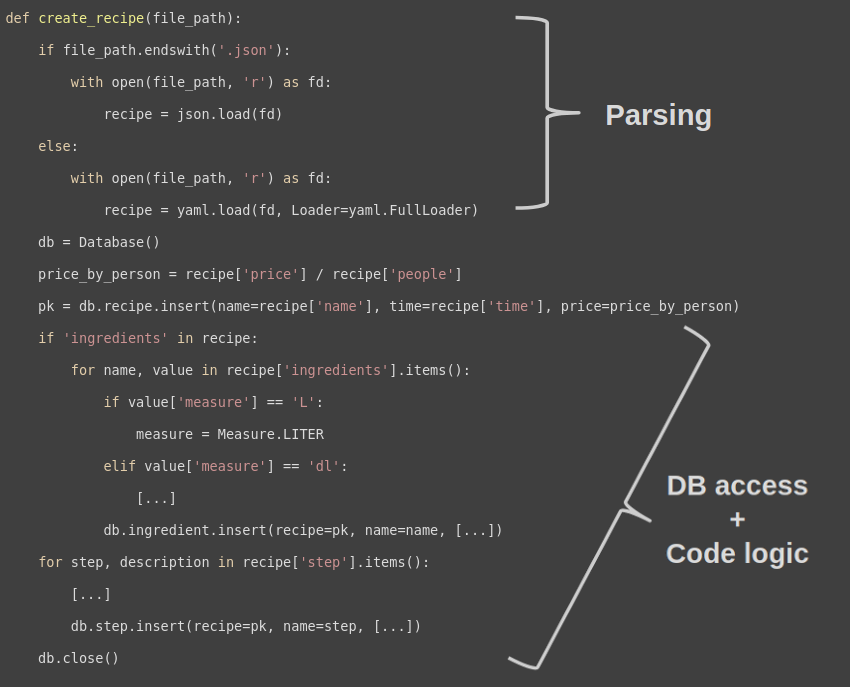 def create_recipe(file_path):
    if file_path.endswith('.json'):
        with open(file_path, 'r') as fd:
            recipe = json.load(fd)
    else:
        with open(file_path, 'r') as fd:
            recipe = yaml.load(fd, Loader=yaml.FullLoader)
    db = Database()
    price_by_person = recipe['price'] / recipe['people']
    pk = db.recipe.insert(name=recipe['name'], time=recipe['time'], price=price_by_person)
    if 'ingredients' in recipe:
        for name, value in recipe['ingredients'].items():
            if value['measure'] == 'L':
                measure = Measure.LITER
            elif value['measure'] == 'dl':
                [...]
            db.ingredient.insert(recipe=pk, name=name, [...])
    for step, description in recipe['step'].items():
        [...]
        db.step.insert(recipe=pk, name=step, [...])
    db.close()
Parsing
DB access
+
Code logic